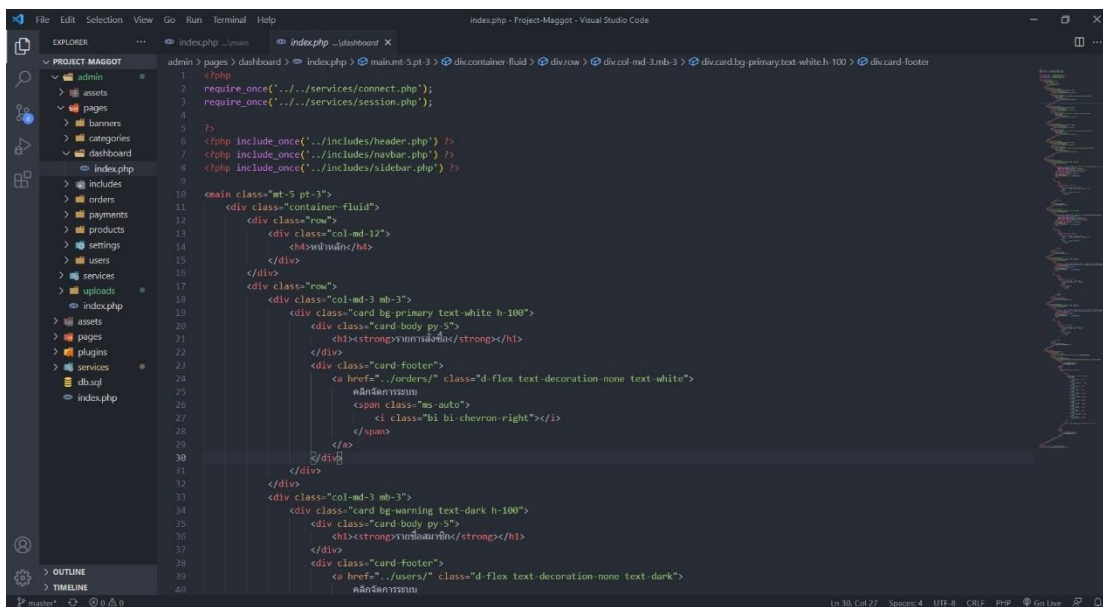 File Edit Selection View Go Run Terminal Help
index.php - Project-Maggot - Visual Studio Code
EXPLORER
index.php ...\main
index.php ...\dashboard
PROJECT-MAGGOT
admin
assets
pages
banners
categories
dashboard
index.php
includes
orders
payments
products
settings
users
services
uploads
index.php
assets
pages
plugins
services
db.sql
index.php
OUTLINE
TIMELINE
admin > pages > dashboard > index.php > main.mt-5.pt-3 > div.container-fluid > div.row > div.col-md-3.mb-3 > div.card.bg-primary.text-white.h-100 > div.card-footer
1 <?php
2 require_once('../../services/connect.php');
3 require_once('../../services/session.php');
4
5 ?>
6 <?php include_once('../includes/header.php') ?>
7 <?php include_once('../includes/navbar.php') ?>
8 <?php include_once('../includes/sidebar.php') ?>
9
10 <main class="mt-5 pt-3">
11 <div class="container-fluid">
12 <div class="row">
13 <div class="col-md-12">
14 <h4>หน้าหลัก</h4>
15 </div>
16 </div>
17 <div class="row">
18 <div class="col-md-3 mb-3">
19 <div class="card bg-primary text-white h-100">
20 <div class="card-body py-5">
21 <h1><strong>รายการสั่งซื้อ</strong></h1>
22 </div>
23 <div class="card-footer">
24 <a href="../orders/" class="d-flex text-decoration-none text-white">
25 คลิกจัดการระบบ
26 <span class="ms-auto">
27 <i class="bi bi-chevron-right"></i>
28 </span>
29 </a>
30 </div>
31 </div>
32 </div>
33 <div class="col-md-3 mb-3">
34 <div class="card bg-warning text-dark h-100">
35 <div class="card-body py-5">
36 <h1><strong>รายชื่อสมาชิก</strong></h1>
37 </div>
38 <div class="card-footer">
39 <a href="../users/" class="d-flex text-decoration-none text-dark">
40 คลิกจัดการระบบ
master* 0 0 Ln 30, Col 27 Spaces: 4 UTF-8 CRLF PHP Go Live